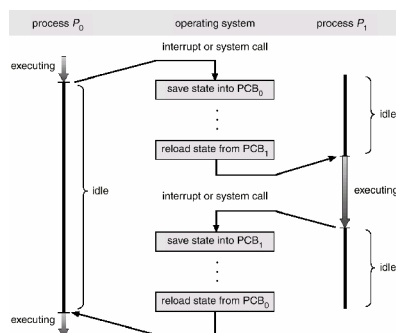 process P0
operating system
process P1
interrupt or system call
executing
save state into PCB0
idle
reload state from PCB1
idle
interrupt or system call
executing
save state into PCB1
idle
reload state from PCB0
executing